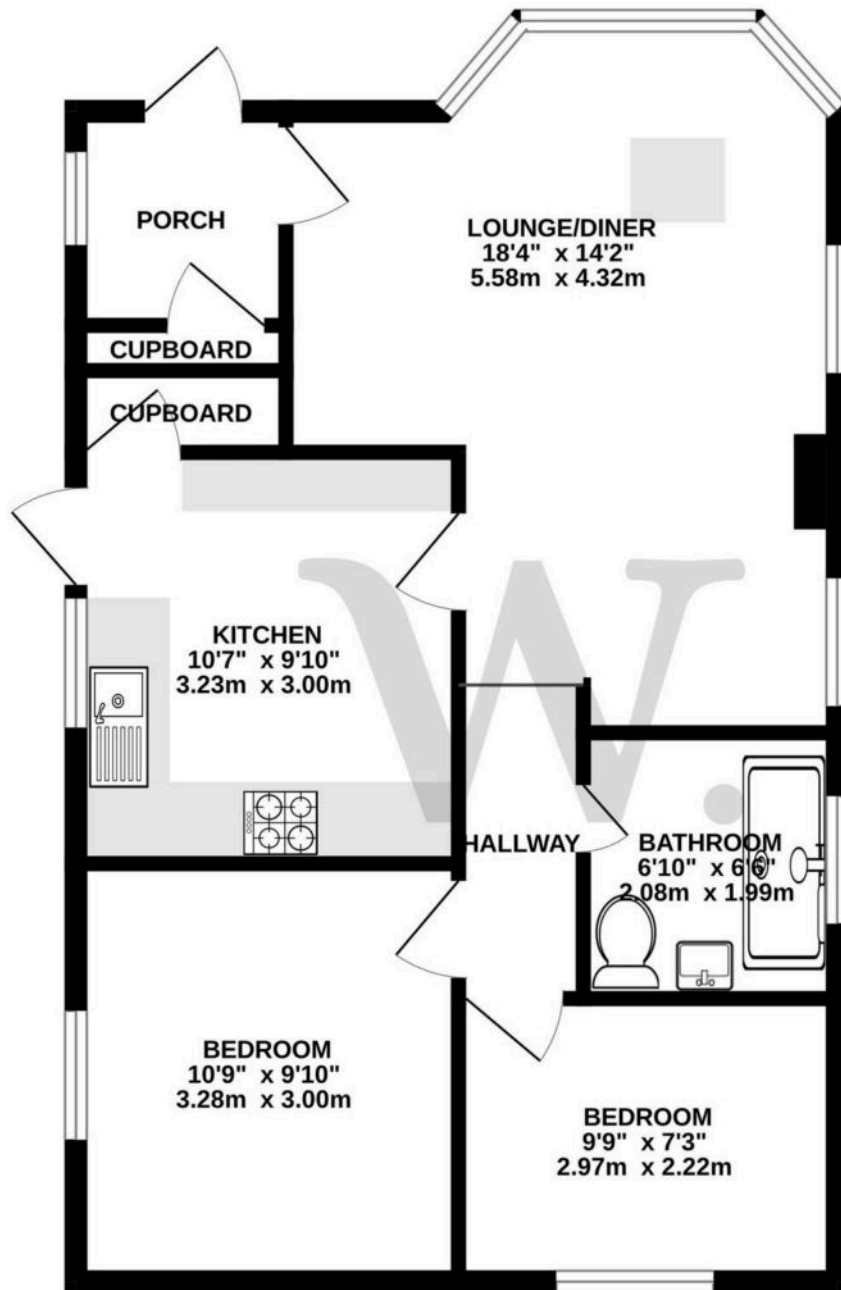 PORCH
LOUNGE/DINER
18'4" x 14'2"
5.58m x 4.32m
CUPBOARD
CUPBOARD
KITCHEN
10'7" x 9'10"
3.23m x 3.00m
W.
HALLWAY
BATHROOM
6'10" x 6'6"
2.08m x 1.99m
BEDROOM
10'9" x 9'10"
3.28m x 3.00m
BEDROOM
9'9" x 7'3"
2.97m x 2.22m